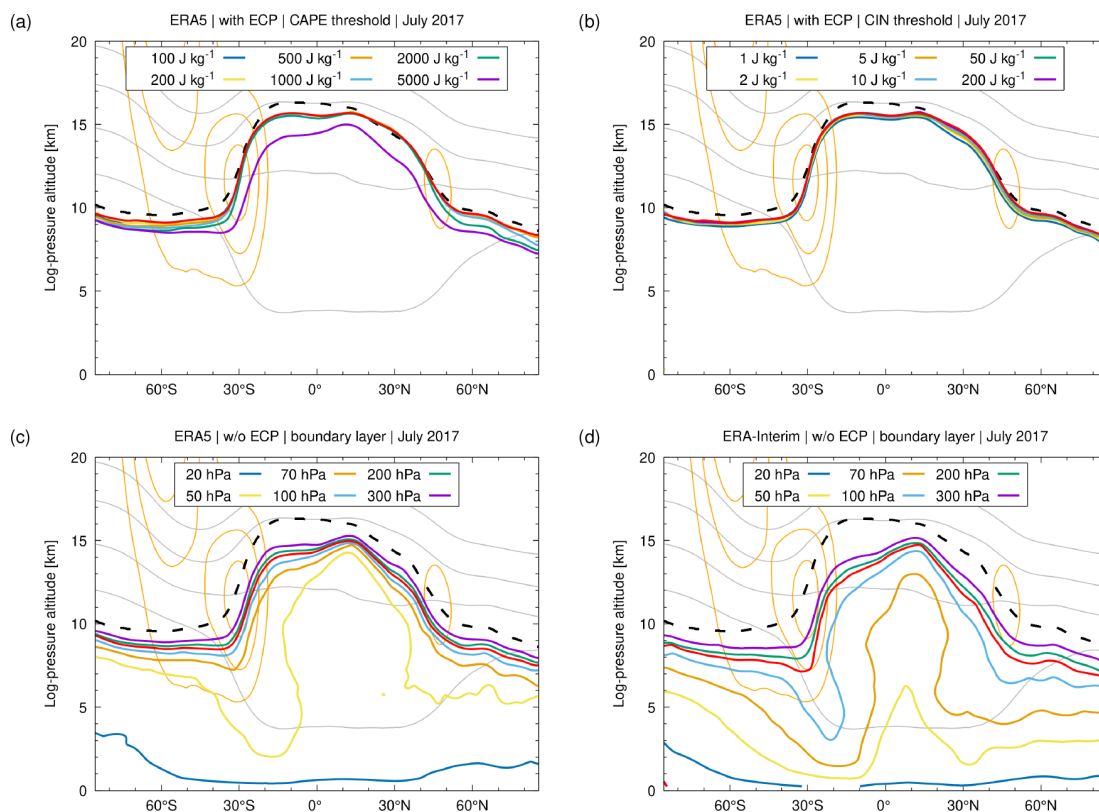 (a)
ERA5 | with ECP | CAPE threshold | July 2017
100 J kg⁻¹ 500 J kg⁻¹ 2000 J kg⁻¹
200 J kg⁻¹ 1000 J kg⁻¹ 5000 J kg⁻¹
Log-pressure altitude [km]
20
15
10
5
0
60°S 30°S 0° 30°N 60°N
(b)
ERA5 | with ECP | CIN threshold | July 2017
1 J kg⁻¹ 5 J kg⁻¹ 50 J kg⁻¹
2 J kg⁻¹ 10 J kg⁻¹ 200 J kg⁻¹
Log-pressure altitude [km]
20
15
10
5
0
60°S 30°S 0° 30°N 60°N
(c)
ERA5 | w/o ECP | boundary layer | July 2017
20 hPa 70 hPa 200 hPa
50 hPa 100 hPa 300 hPa
Log-pressure altitude [km]
20
15
10
5
0
60°S 30°S 0° 30°N 60°N
(d)
ERA-Interim | w/o ECP | boundary layer | July 2017
20 hPa 70 hPa 200 hPa
50 hPa 100 hPa 300 hPa
Log-pressure altitude [km]
20
15
10
5
0
60°S 30°S 0° 30°N 60°N